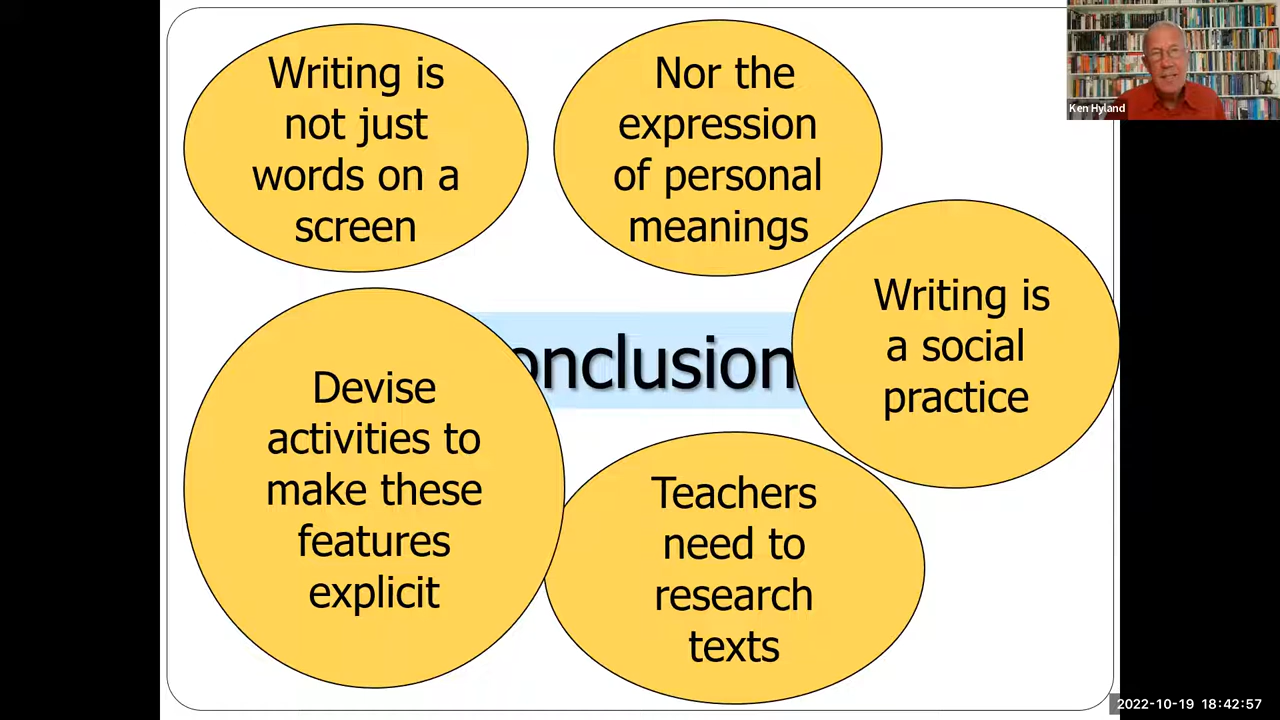 Writing is
not just
words on a
screen
Nor the
expression
of personal
meanings
Ken Hyland
Writing is
a social
practice
onclusion
Devise
activities to
make these
features
explicit
Teachers
need to
research
texts
2022-10-19 18:42:57